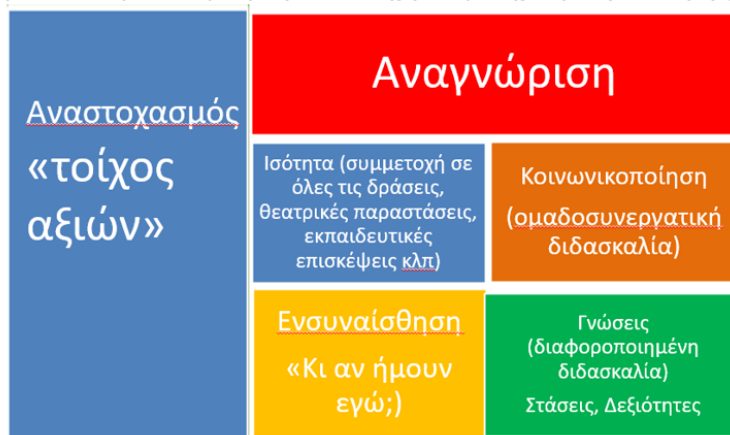 Αναστοχασμός
«τοίχος
αξιών»
Αναγνώριση
Ισότητα (συμμετοχή σε
όλες τις δράσεις,
θεατρικές παραστάσεις,
εκπαιδευτικές
επισκέψεις κλπ)
Κοινωνικοποίηση
(ομαδοσυνεργατική
διδασκαλία)
Ενσυναίσθηση
«Κι αν ήμουν
εγώ;)
Γνώσεις
(διαφοροποιημένη
διδασκαλία)
Στάσεις, Δεξιότητες